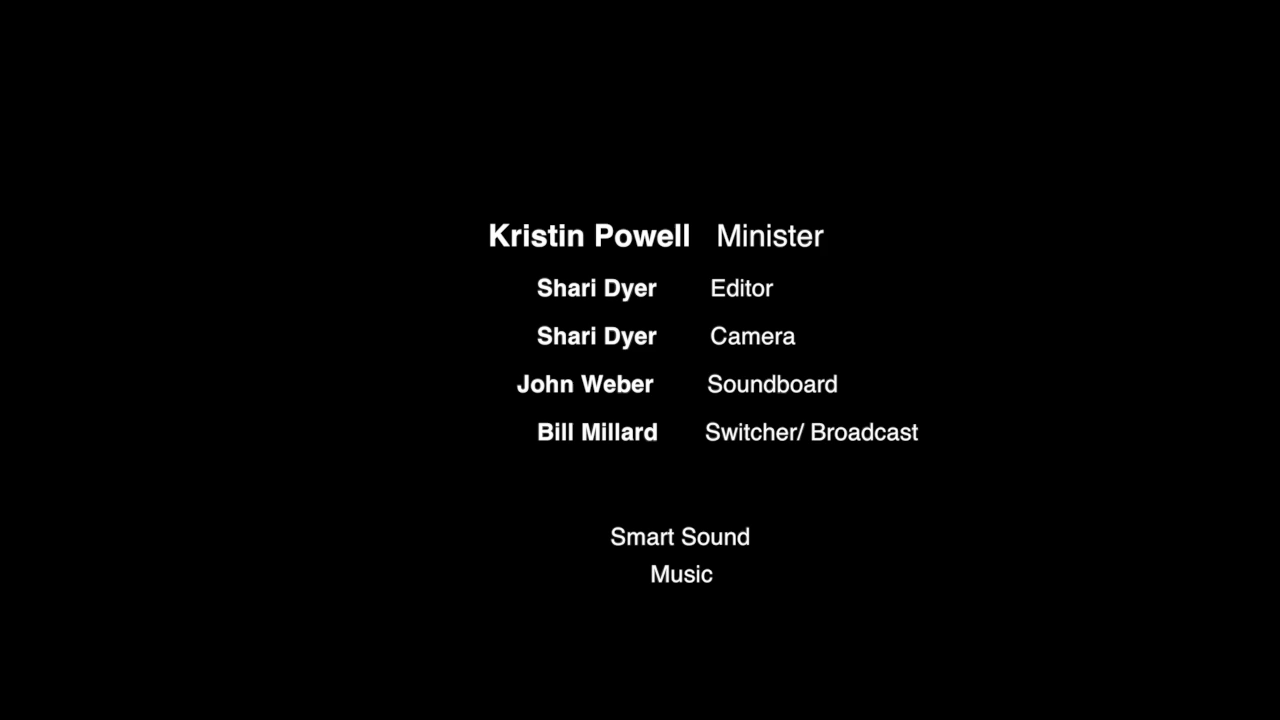 Kristin Powell Minister
Shari Dyer Editor
Shari Dyer Camera
John Weber Soundboard
Bill Millard Switcher/ Broadcast
Smart Sound
Music